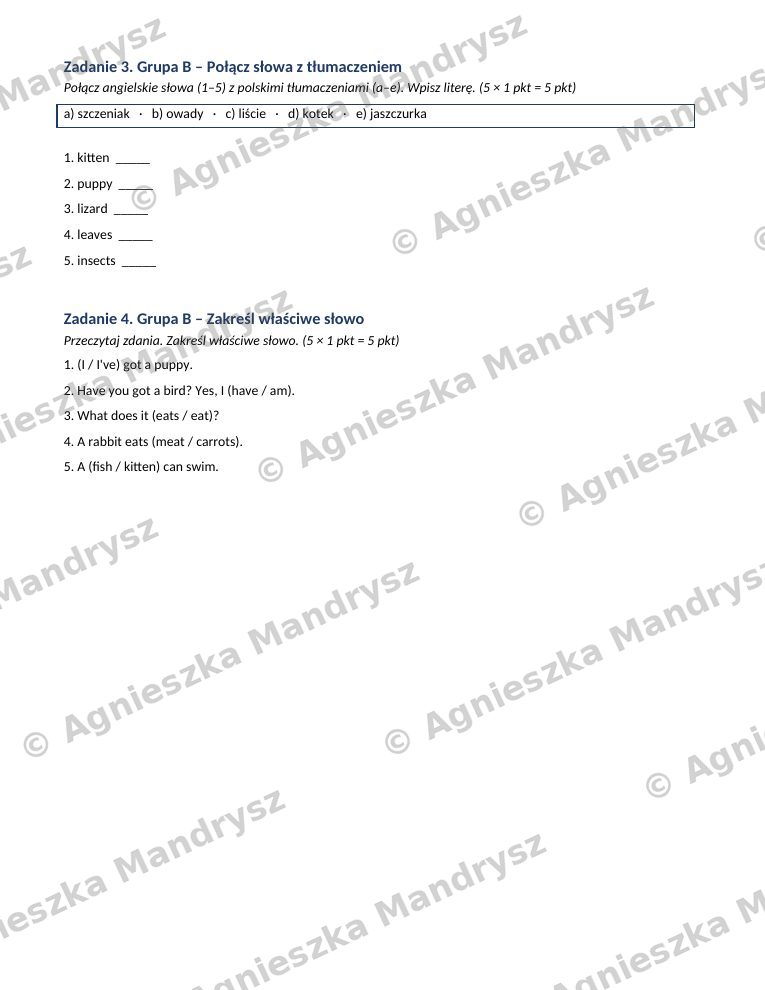 Zadanie 3. Grupa B – Połącz słowa z tłumaczeniem
Połącz angielskie słowa (1–5) z polskimi tłumaczeniami (a–e). Wpisz literę. (5 × 1 pkt = 5 pkt)
a) szczeniak · b) owady · c) liście · d) kotek · e) jaszczurka
1. kitten _____
2. puppy _____
3. lizard _____
4. leaves _____
5. insects _____
Zadanie 4. Grupa B – Zakreśl właściwe słowo
Przeczytaj zdania. Zakreśl właściwe słowo. (5 × 1 pkt = 5 pkt)
1. (I / I've) got a puppy.
2. Have you got a bird? Yes, I (have / am).
3. What does it (eats / eat)?
4. A rabbit eats (meat / carrots).
5. A (fish / kitten) can swim.
© Agnieszka Mandrysz